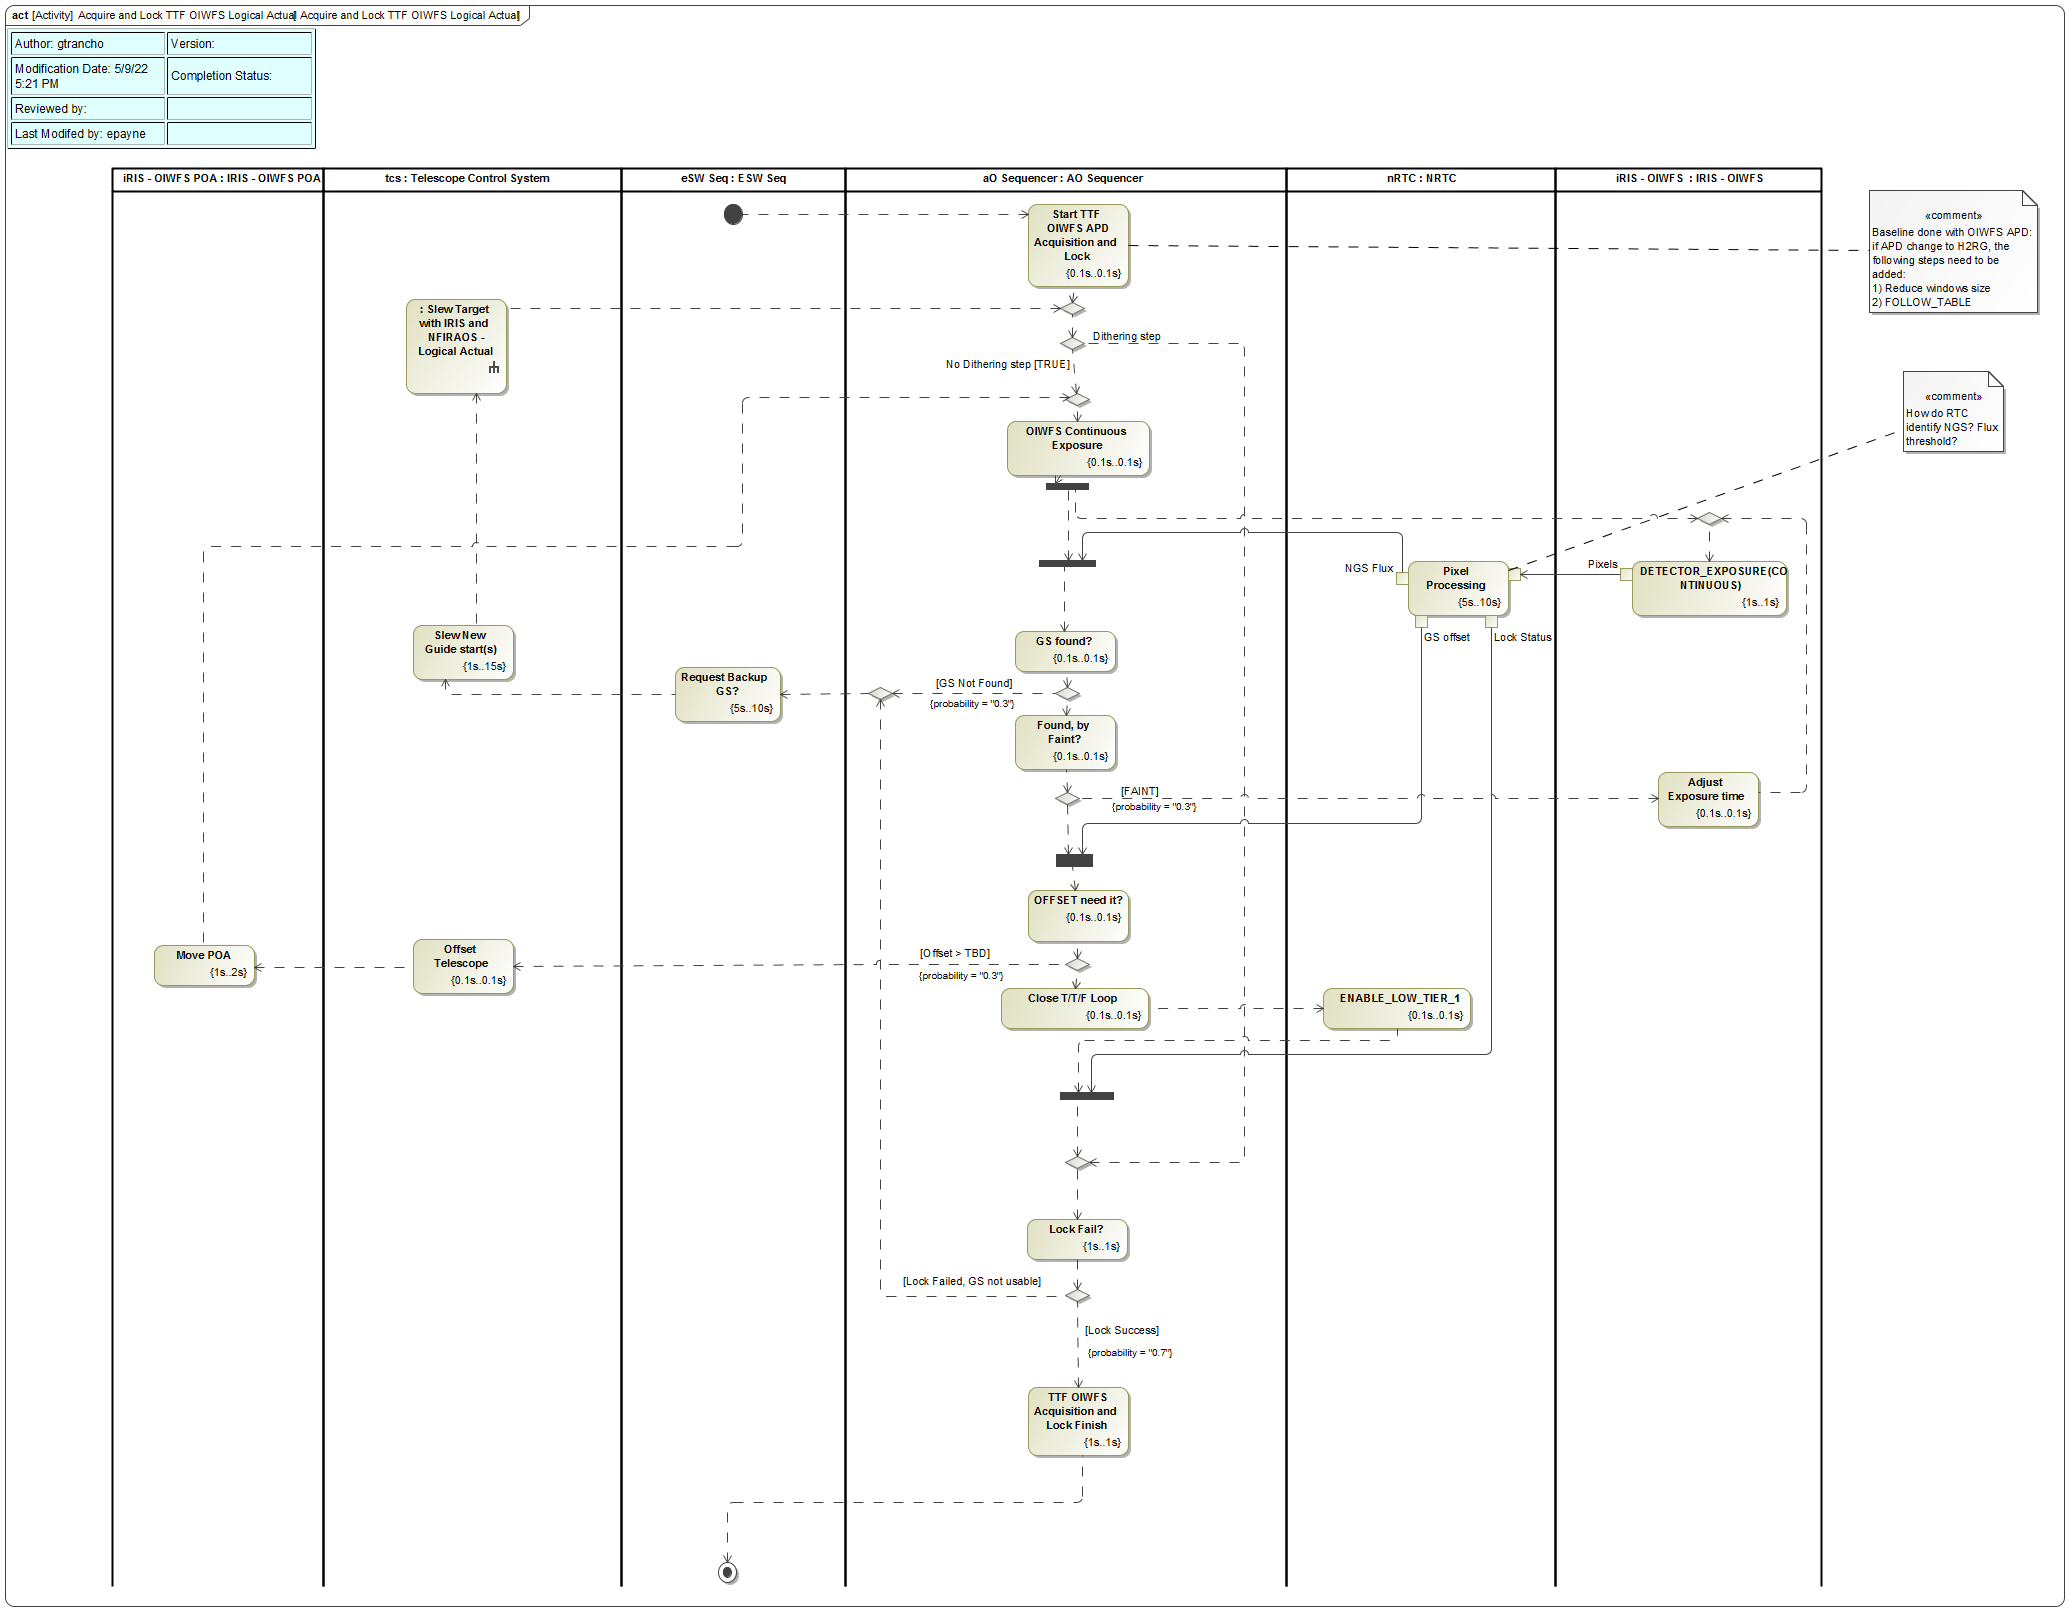 act [Activity] Acquire and Lock TTF OIWFS Logical Actual[ Acquire and Lock TTF OIWFS Logical Actual]
Author: gtrancho
Version:
Modification Date: 5/9/22
5:21 PM
Completion Status:
Reviewed by:
Last Modifed by: epayne
iRIS - OIWFS POA : IRIS - OIWFS POA
tcs : Telescope Control System
eSW Seq : ESW Seq
aO Sequencer : AO Sequencer
nRTC : NRTC
iRIS - OIWFS : IRIS - OIWFS
Start TTF
OIWFS APD
Acquisition and
Lock
{0.1s..0.1s}
«comment»
Baseline done with OIWFS APD:
if APD change to H2RG, the
following steps need to be
added:
1) Reduce windows size
2) FOLLOW_TABLE
: Slew Target
with IRIS and
NFIRAOS -
Logical Actual
Dithering step
No Dithering step [TRUE]
«comment»
How do RTC
identify NGS? Flux
threshold?
OIWFS Continuous
Exposure
{0.1s..0.1s}
NGS Flux
Pixel
Processing
{5s..10s}
Pixels
DETECTOR_EXPOSURE(CO
NTINUOUS)
{1s..1s}
GS offset
Lock Status
Slew New
Guide start(s)
{1s..15s}
GS found?
{0.1s..0.1s}
Request Backup
GS?
{5s..10s}
[GS Not Found]
{probability = "0.3"}
Found, by
Faint?
{0.1s..0.1s}
[FAINT]
{probability = "0.3"}
Adjust
Exposure time
{0.1s..0.1s}
OFFSET need it?
{0.1s..0.1s}
Move POA
{1s..2s}
Offset
Telescope
{0.1s..0.1s}
[Offset > TBD]
{probability = "0.3"}
Close T/T/F Loop
{0.1s..0.1s}
ENABLE_LOW_TIER_1
{0.1s..0.1s}
Lock Fail?
{1s..1s}
[Lock Failed, GS not usable]
[Lock Success]
{probability = "0.7"}
TTF OIWFS
Acquisition and
Lock Finish
{1s..1s}